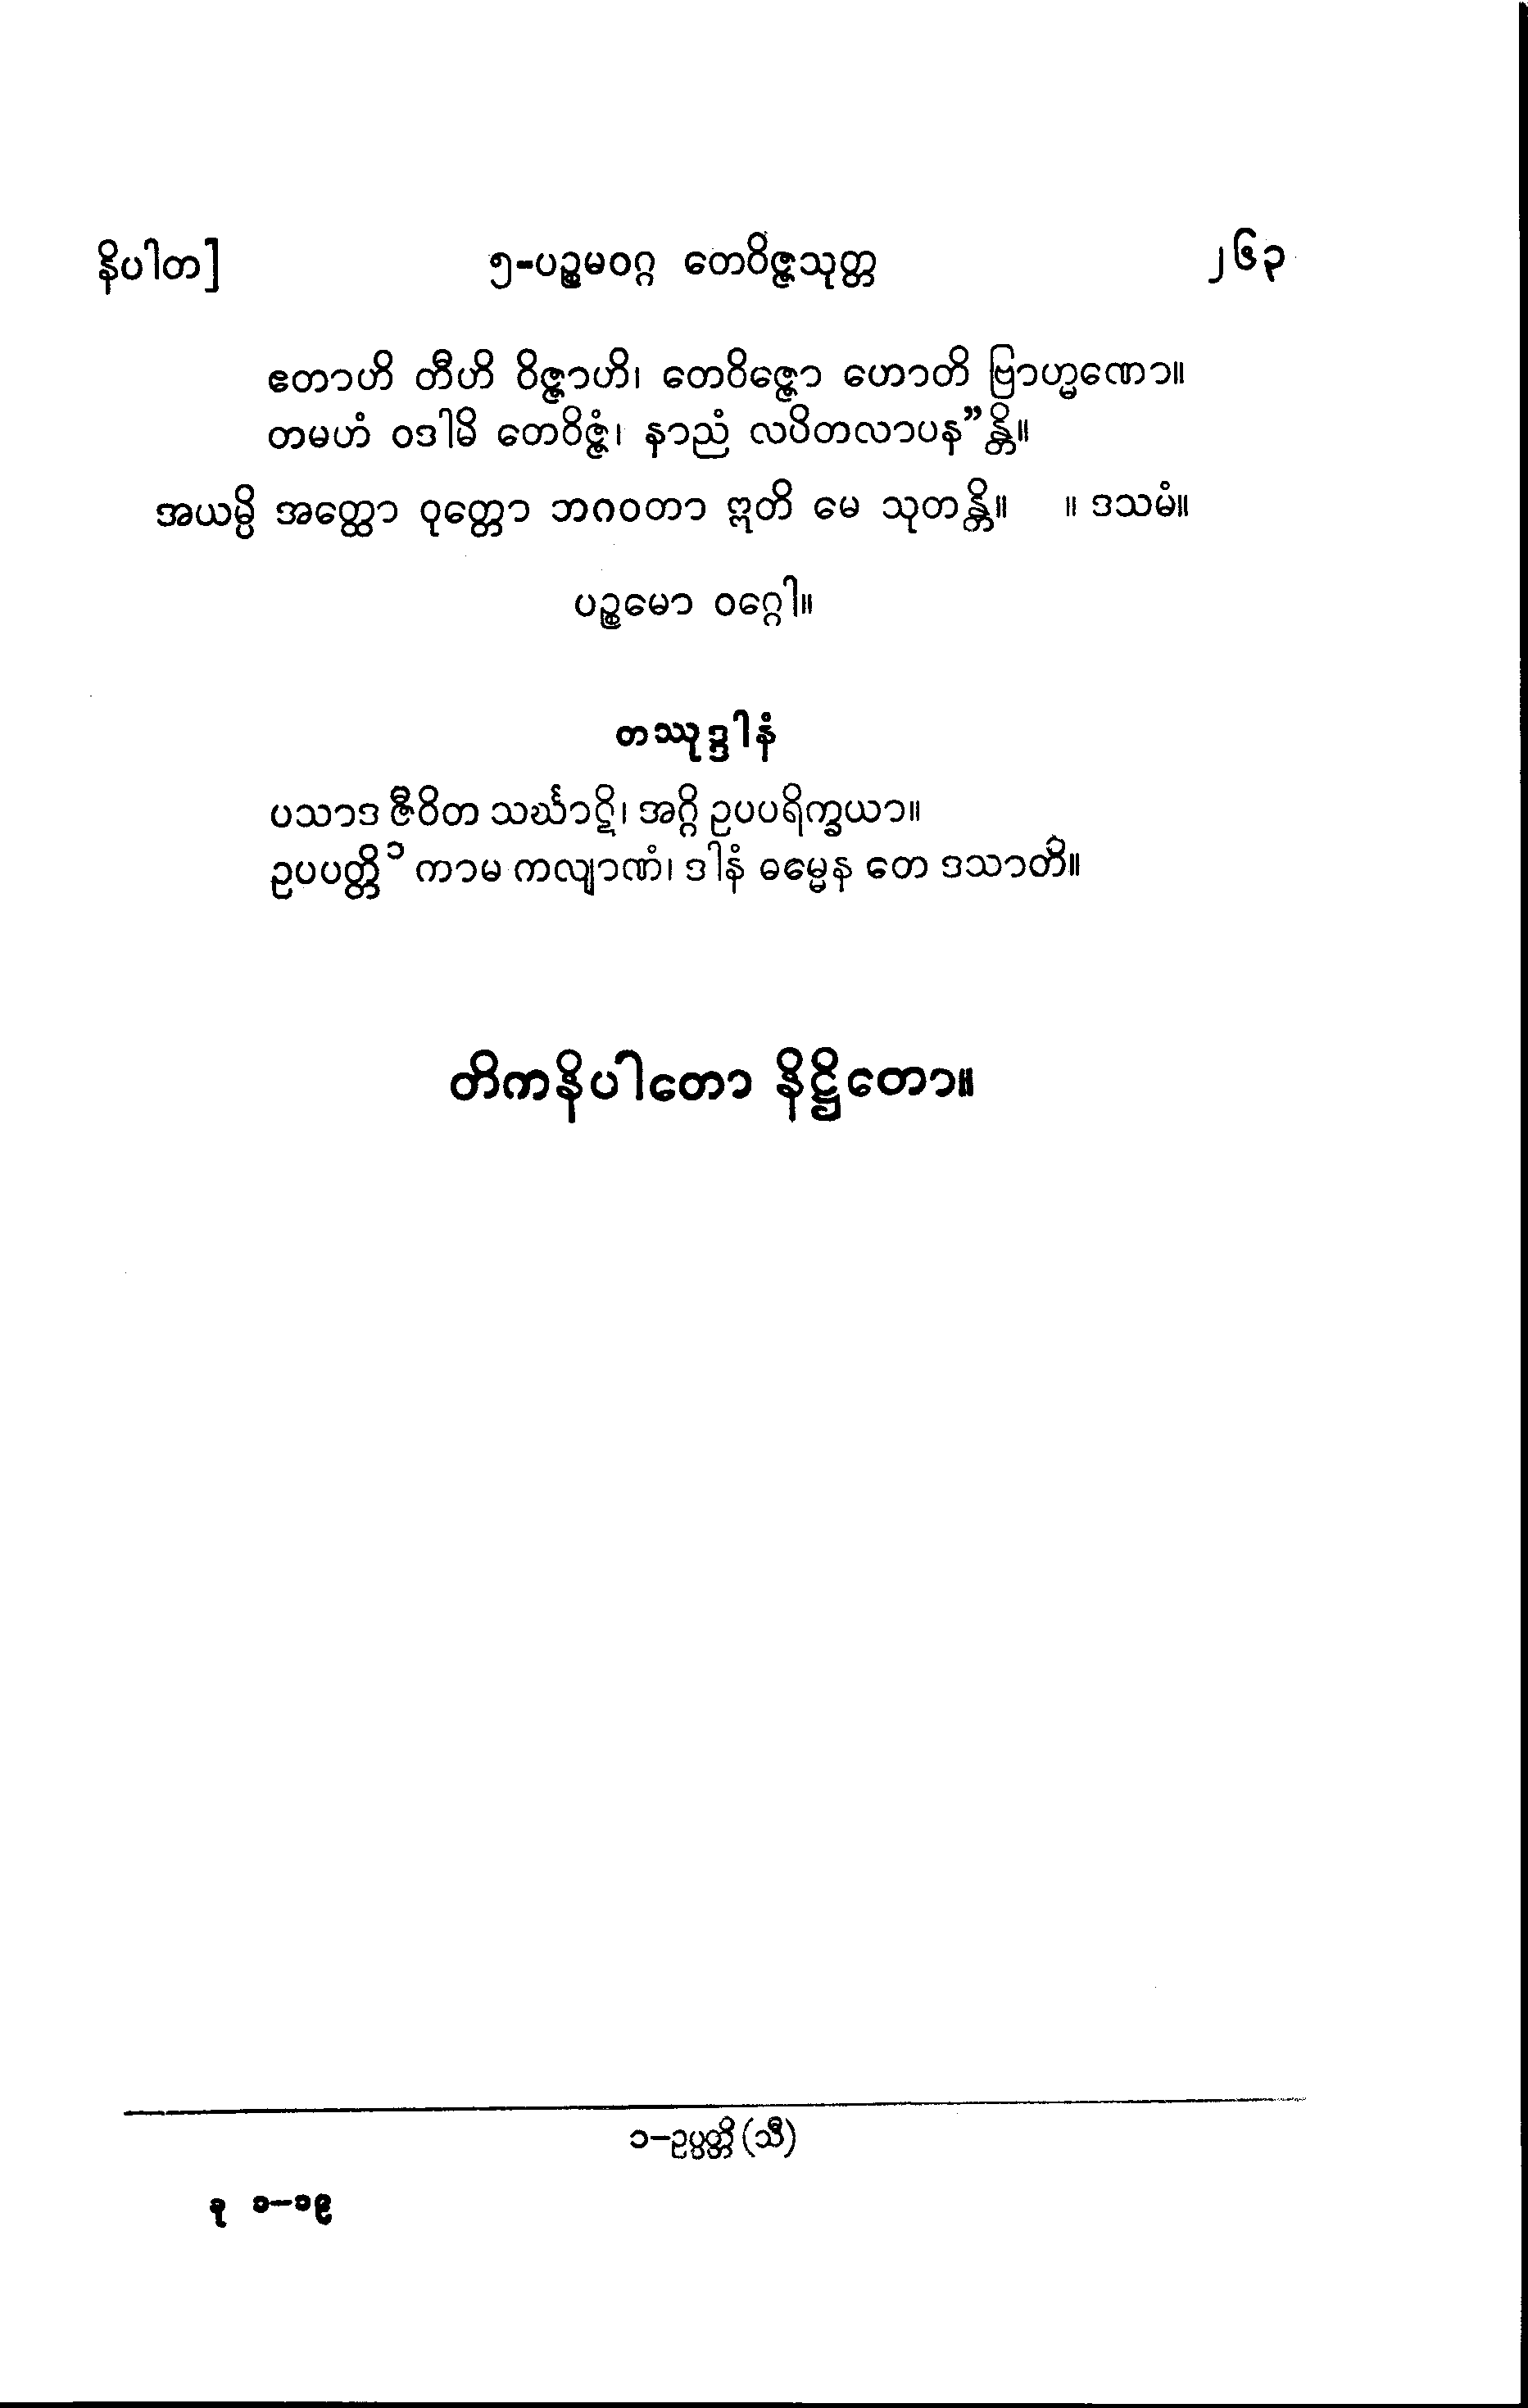 နိပါတ]
၅-ပဉ္စမဝဂ္ဂ တေဝိဇ္ဇသုတ္တ
၂၆၃
ဧတာဟိ တီဟိ ဝိဇ္ဇာဟိ၊ တေဝိဇ္ဇော ဟောတိ ဗြာဟ္မဏော။
တမဟံ ဝဒါမိ တေဝိဇ္ဇံ၊ နာညံ လပိတလာပန”န္တိ။
အယမ္ပိ အတ္ထော ဝုတ္တော ဘဂဝတာ ဣတိ မေ သုတန္တိ။ ။ ဒသမံ။
ပဉ္စမော ဝဂ္ဂေါ။
တဿုဒ္ဒါနံ
ပသာဒ ဇီဝိတ သင်္ဃာဋိ၊ အဂ္ဂိ ဥပပရိက္ခယာ။
ဥပပတ္တိ ၁ ကာမ ကလျာဏံ၊ ဒါနံ ဓမ္မေန တေ ဒသာတိ။
တိကနိပါတော နိဋ္ဌိတော။
၁-ဥပ္ပတ္တိ (သီ)
ခု ၁-၁၉